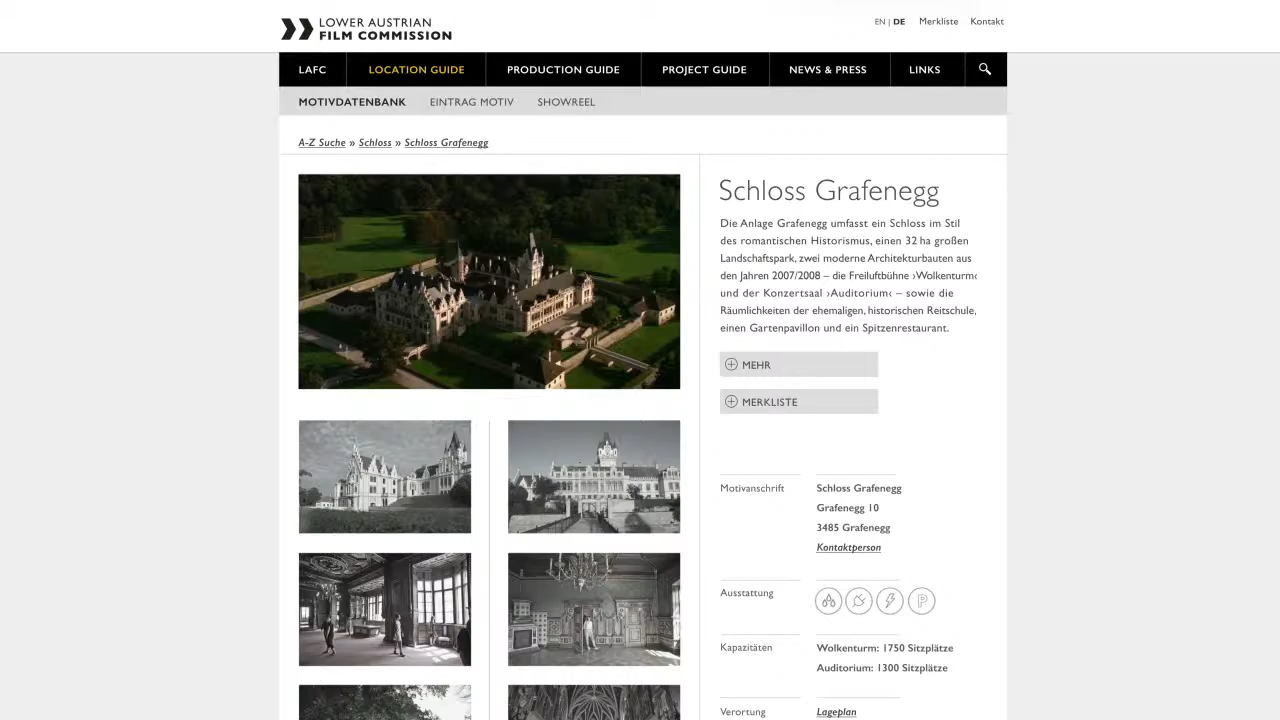 LOWER AUSTRIAN
FILM COMMISSION
EN | DE Merkliste Kontakt
LAFC LOCATION GUIDE PRODUCTION GUIDE PROJECT GUIDE NEWS & PRESS LINKS
MOTIVDATENBANK EINTRAG MOTIV SHOWREEL
A-Z Suche » Schloss » Schloss Grafenegg
Schloss Grafenegg
Die Anlage Grafenegg umfasst ein Schloss im Stil
des romantischen Historismus, einen 32 ha großen
Landschaftspark, zwei moderne Architekturbauten aus
den Jahren 2007/2008 – die Freiluftbühne ›Wolkenturm‹
und der Konzertsaal ›Auditorium‹ – sowie die
Räumlichkeiten der ehemaligen, historischen Reitschule,
einen Gartenpavillon und ein Spitzenrestaurant.
MEHR
MERKLISTE
Motivanschrift Schloss Grafenegg
Grafenegg 10
3485 Grafenegg
Kontaktperson
Ausstattung P
Kapazitäten Wolkenturm: 1750 Sitzplätze
Auditorium: 1300 Sitzplätze
Verortung Lageplan